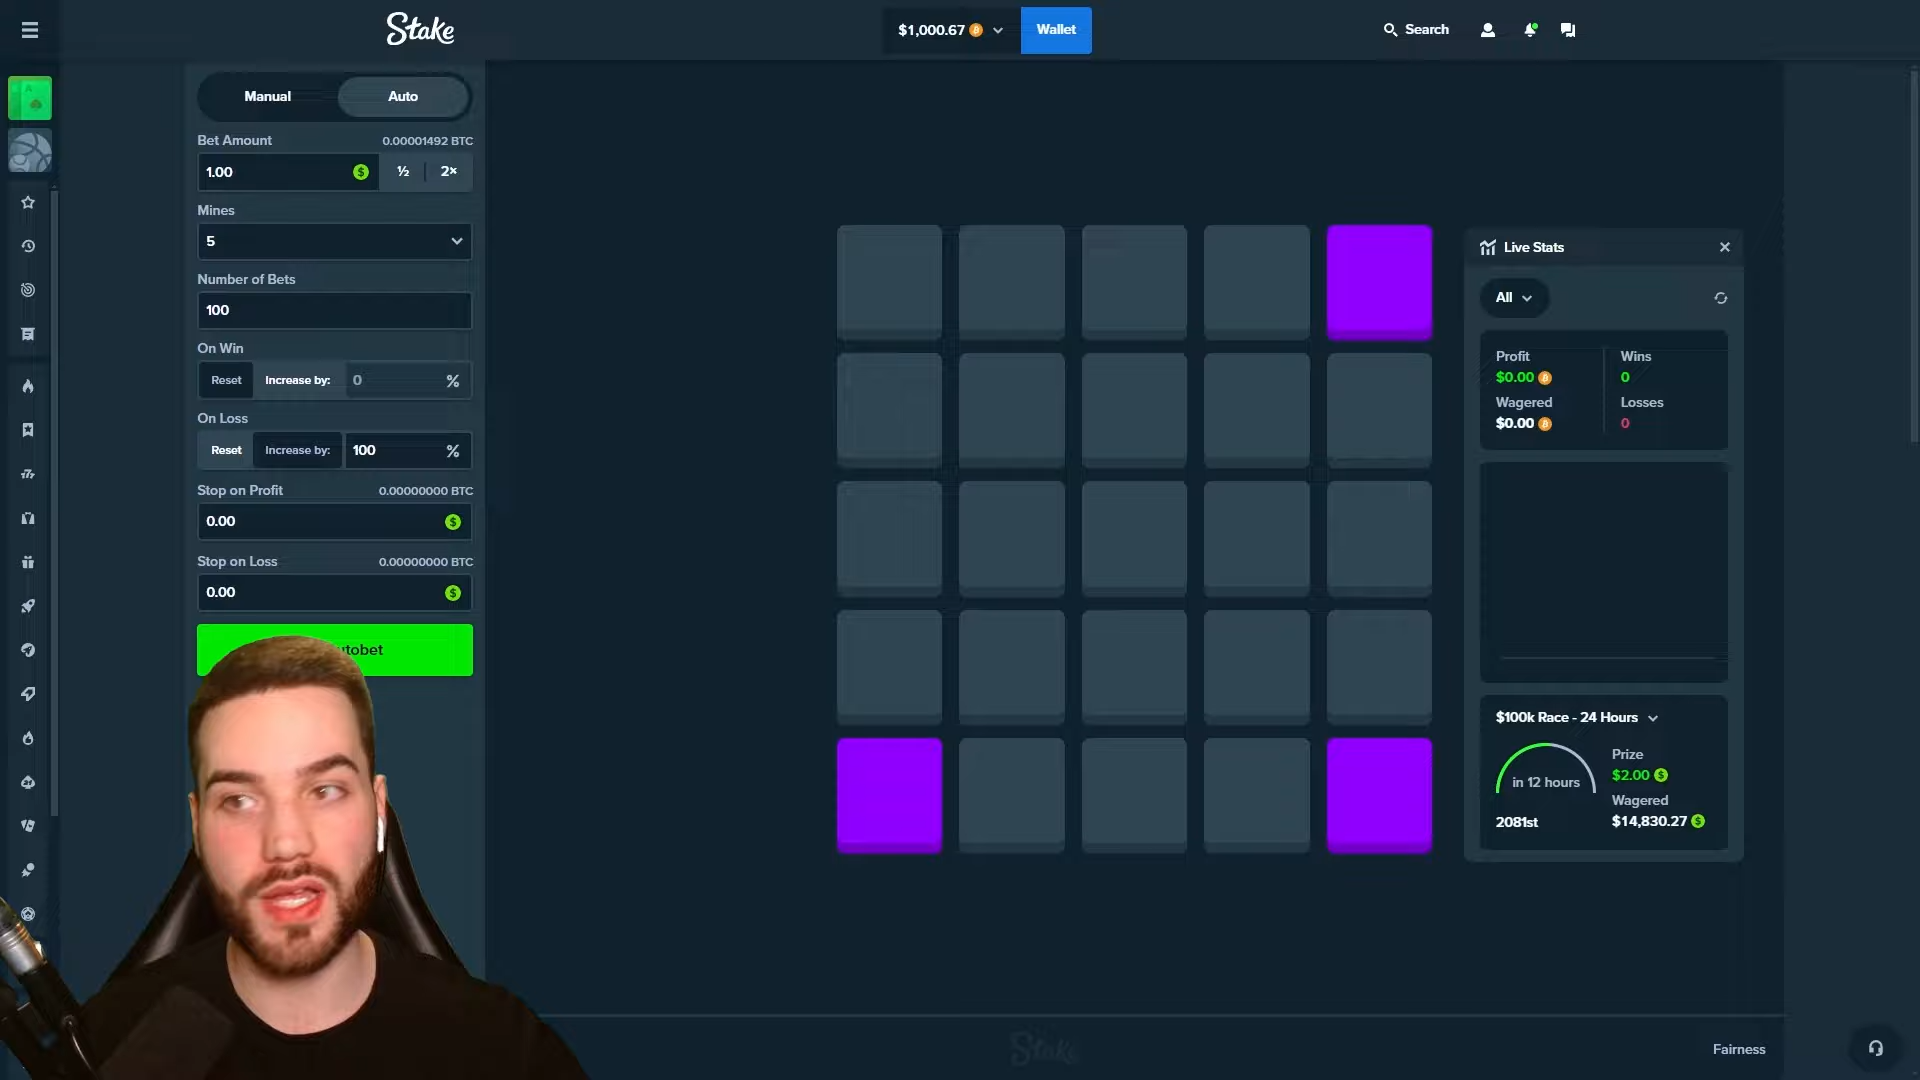 Stake
$1,000.67
Wallet
Search
Manual
Auto
Bet Amount
0.00001492 BTC
1.00
½
2×
Mines
5
Number of Bets
100
On Win
Reset
Increase by:
0
%
On Loss
Reset
Increase by:
100
%
Stop on Profit
0.00000000 BTC
0.00
Stop on Loss
0.00000000 BTC
0.00
Live Stats
All
Profit
Wins
$0.00
0
Wagered
Losses
$0.00
0
$100k Race - 24 Hours
in 12 hours
Prize
$2.00
Wagered
2081st
$14,830.27
Stake
Fairness